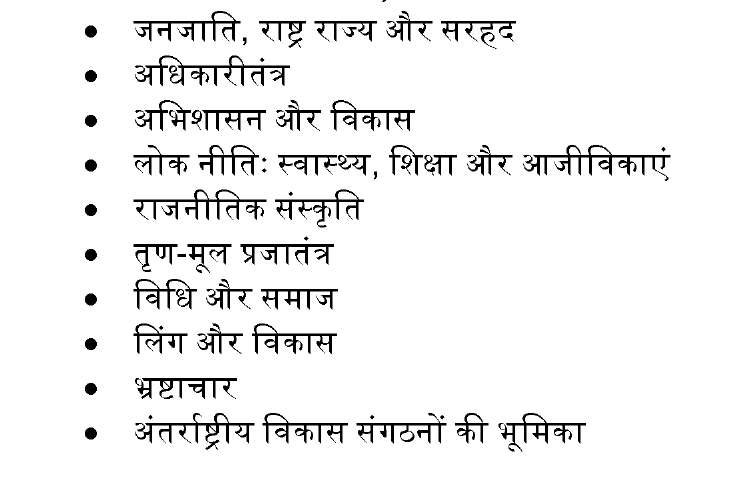 • जनजाति, राष्ट्र राज्य और सरहद
• अधिकारीतंत्र
• अभिशासन और विकास
• लोक नीतिः स्वास्थ्य, शिक्षा और आजीविकाएं
• राजनीतिक संस्कृति
• तृण-मूल प्रजातंत्र
• विधि और समाज
• लिंग और विकास
• भ्रष्टाचार
• अंतर्राष्ट्रीय विकास संगठनों की भूमिका